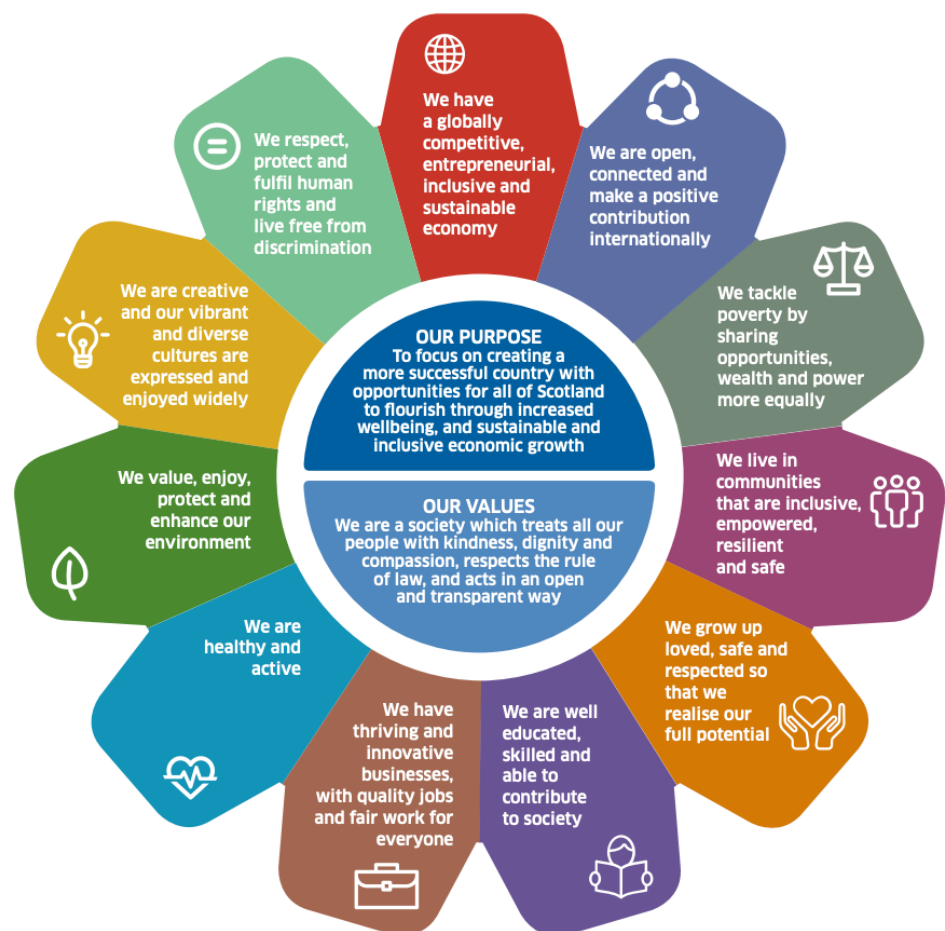 We have
a globally
competitive,
entrepreneurial,
inclusive and
sustainable
economy
We are open,
connected and
make a positive
contribution
internationally
We tackle
poverty by
sharing
opportunities,
wealth and power
more equally
We live in
communities
that are inclusive,
empowered,
resilient
and safe
We grow up
loved, safe and
respected so
that we
realise our
full potential
We are well
educated,
skilled and
able to
contribute
to society
We have
thriving and
innovative
businesses,
with quality jobs
and fair work for
everyone
We are
healthy and
active
We value, enjoy,
protect and
enhance our
environment
We are creative
and our vibrant
and diverse
cultures are
expressed and
enjoyed widely
We respect,
protect and
fulfil human
rights and
live free from
discrimination
OUR PURPOSE
To focus on creating a
more successful country with
opportunities for all of Scotland
to flourish through increased
wellbeing, and sustainable and
inclusive economic growth
OUR VALUES
We are a society which treats all our
people with kindness, dignity and
compassion, respects the rule
of law, and acts in an open
and transparent way